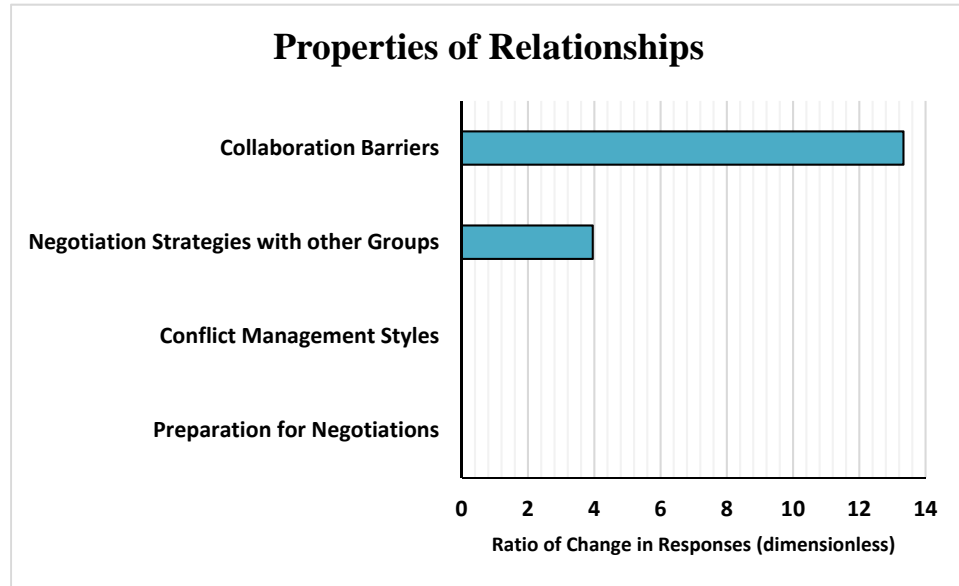 Properties of Relationships
Collaboration Barriers
Negotiation Strategies with other Groups
Conflict Management Styles
Preparation for Negotiations
0 2 4 6 8 10 12 14
Ratio of Change in Responses (dimensionless)